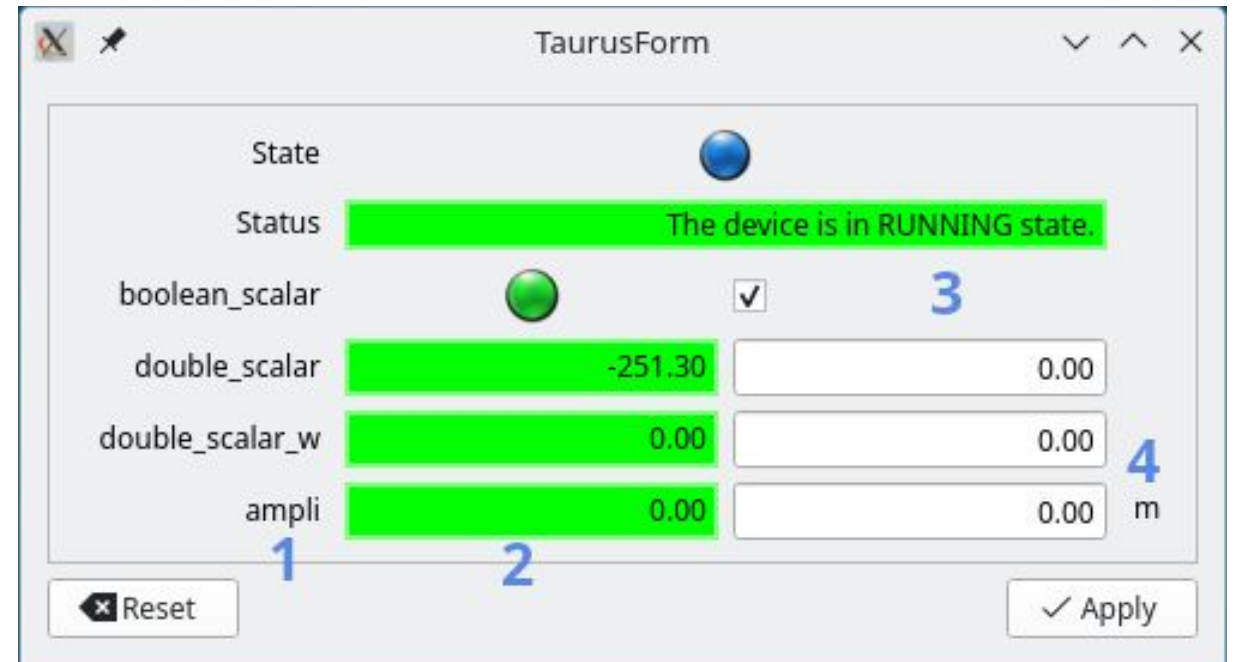 TaurusForm
State
Status The device is in RUNNING state.
boolean_scalar 3
double_scalar -251.30 0.00
double_scalar_w 0.00 0.00 4
ampli 0.00 0.00 m
1 2
Reset Apply